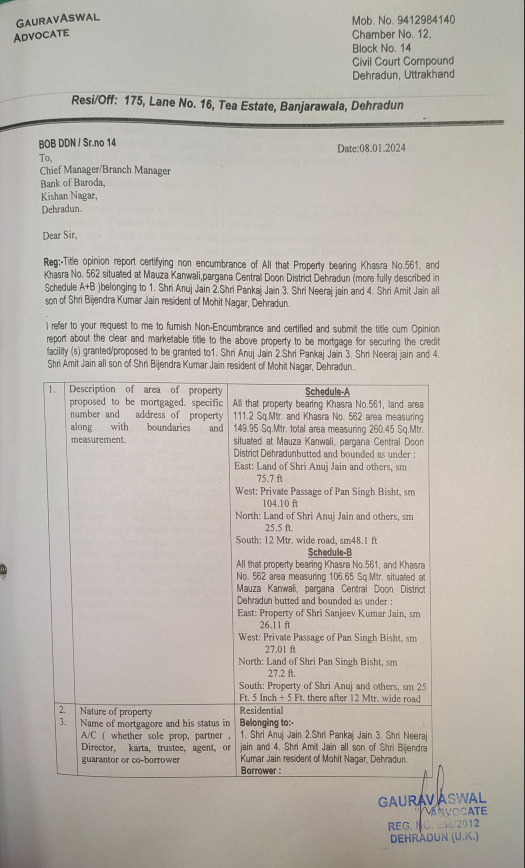 GAURAVASWAL
ADVOCATE
Mob. No. 9412984140
Chamber No. 12,
Block No. 14
Civil Court Compound
Dehradun, Uttrakhand
Resi/Off: 175, Lane No. 16, Tea Estate, Banjarawala, Dehradun
BOB DDN / Sr.no 14
Date:08.01.2024
To,
Chief Manager/Branch Manager
Bank of Baroda,
Kishan Nagar,
Dehradun.
Dear Sir,
Reg:-Title opinion report certifying non encumbrance of All that Property bearing Khasra No.561, and
Khasra No. 562 situated at Mauza Kanwali,pargana Central Doon District Dehradun (more fully described in
Schedule A+B )belonging to 1. Shri Anuj Jain 2.Shri Pankaj Jain 3. Shri Neeraj jain and 4. Shri Amit Jain all
son of Shri Bijendra Kumar Jain resident of Mohit Nagar, Dehradun.
I refer to your request to me to furnish Non-Encumbrance and certified and submit the title cum Opinion
report about the clear and marketable title to the above property to be mortgage for securing the credit
facility (s) granted/proposed to be granted to1. Shri Anuj Jain 2.Shri Pankaj Jain 3. Shri Neeraj jain and 4.
Shri Amit Jain all son of Shri Bijendra Kumar Jain resident of Mohit Nagar, Dehradun..
1. Description of area of property
proposed to be mortgaged. specific
number and address of property
along with boundaries and
measurement.
Schedule-A
All that property bearing Khasra No.561, land area
111.2 Sq.Mtr. and Khasra No. 562 area measuring
149.95 Sq.Mtr. total area measuring 260.45 Sq.Mtr.
situated at Mauza Kanwali, pargana Central Doon
District Dehradunbutted and bounded as under :
East: Land of Shri Anuj Jain and others, sm
75.7 ft
West: Private Passage of Pan Singh Bisht, sm
104.10 ft
North: Land of Shri Anuj Jain and others, sm
25.5 ft.
South: 12 Mtr. wide road, sm48.1 ft
Schedule-B
All that property bearing Khasra No.561, and Khasra
No. 562 area measuring 106.65 Sq.Mtr. situated at
Mauza Kanwali, pargana Central Doon District
Dehradun butted and bounded as under :
East: Property of Shri Sanjeev Kumar Jain, sm
26.11 ft
West: Private Passage of Pan Singh Bisht, sm
27.01 ft
North: Land of Shri Pan Singh Bisht, sm
27.2 ft.
South: Property of Shri Anuj and others, sm 25
Ft. 5 Inch + 5 Ft. there after 12 Mtr. wide road
2. Nature of property
Residential
3. Name of mortgagore and his status in
A/C ( whether sole prop, partner ,
Director, karta, trustee, agent, or
guarantor or co-borrower
Belonging to:-
1. Shri Anuj Jain 2.Shri Pankaj Jain 3. Shri Neeraj
jain and 4. Shri Amit Jain all son of Shri Bijendra
Kumar Jain resident of Mohit Nagar, Dehradun.
Borrower :
GAURAV ASWAL
ADVOCATE
REG. NO. /2012
DEHRADUN (U.K.)